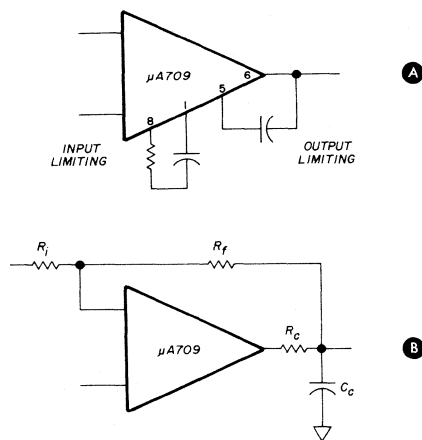 μA709
8
1
5
6
INPUT
LIMITING
OUTPUT
LIMITING
A
Ri
Rf
μA709
Rc
Cc
B